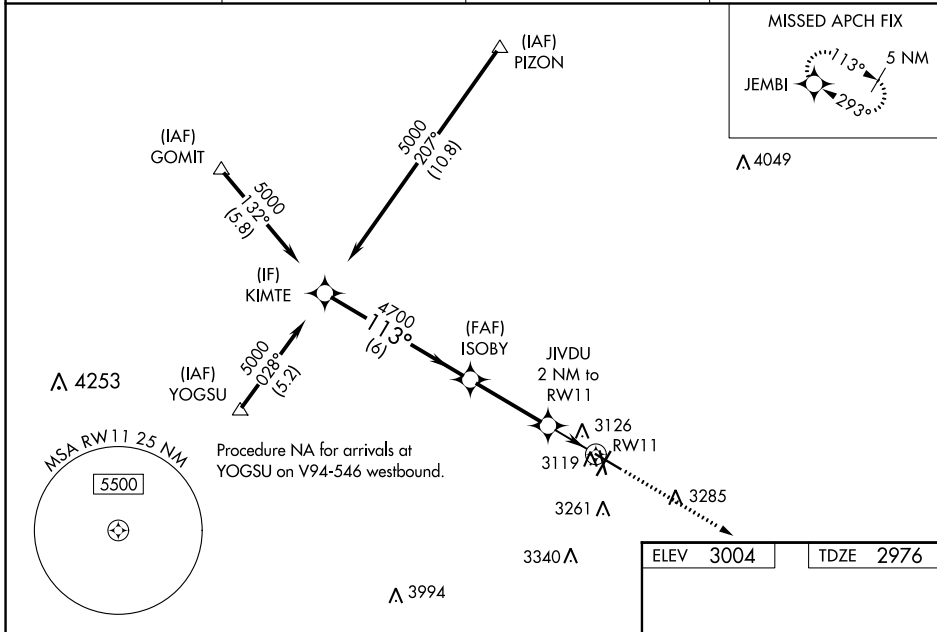 MISSED APCH FIX
113°
5 NM
JEMBI
293°
4049
(IAF)
PIZON
5000
207°
(10.8)
(IAF)
GOMIT
5000
132°
(5.8)
(IF)
KIMTE
4700
113°
(6)
(FAF)
ISOBY
JIVDU
2 NM to
RW11
5000
028°
(5.2)
(IAF)
YOGSU
4253
3126
RW11
3119
3285
3261
3340
3994
Procedure NA for arrivals at
YOGSU on V94-546 westbound.
MSA RW11 25 NM
5500
ELEV 3004
TDZE 2976